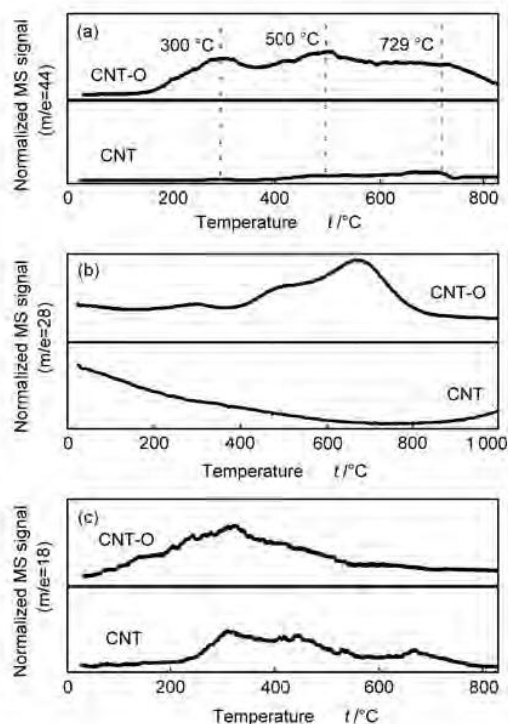 (a)
300 °C
500 °C
729 °C
CNT-O
CNT
Normalized MS signal
(m/e=44)
0 200 400 600 800
Temperature t/°C
(b)
CNT-O
CNT
Normalized MS signal
(m/e=28)
0 200 400 600 800 1 000
Temperature t/°C
(c)
CNT-O
CNT
Normalized MS signal
(m/e=18)
0 200 400 600 800
Temperature t/°C